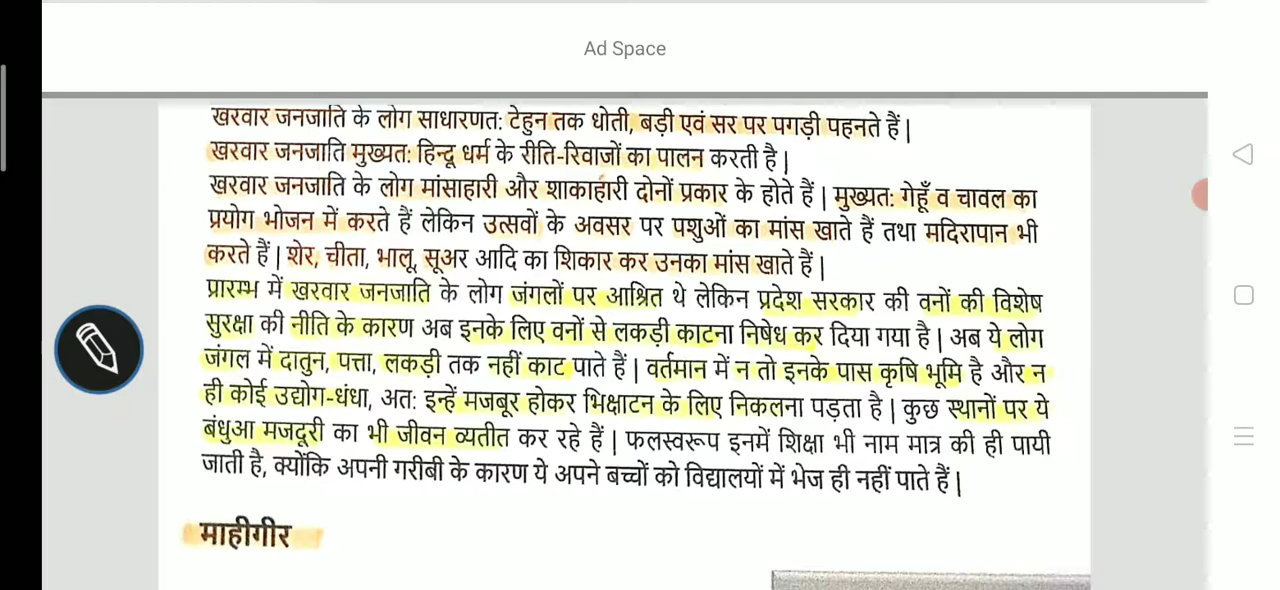 Ad Space
खरवार जनजाति के लोग साधारणत: टेहुन तक धोती, बड़ी एवं सर पर पगड़ी पहनते हैं |
खरवार जनजाति मुख्यत: हिन्दू धर्म के रीति-रिवाजों का पालन करती है |
खरवार जनजाति के लोग मांसाहारी और शाकाहारी दोनों प्रकार के होते हैं | मुख्यत: गेहूँ व चावल का
प्रयोग भोजन में करते हैं लेकिन उत्सवों के अवसर पर पशुओं का मांस खाते हैं तथा मदिरापान भी
करते हैं | शेर, चीता, भालू, सूअर आदि का शिकार कर उनका मांस खाते हैं |
प्रारम्भ में खरवार जनजाति के लोग जंगलों पर आश्रित थे लेकिन प्रदेश सरकार की वनों की विशेष
सुरक्षा की नीति के कारण अब इनके लिए वनों से लकड़ी काटना निषेध कर दिया गया है | अब ये लोग
जंगल में दातुन, पत्ता, लकड़ी तक नहीं काट पाते हैं | वर्तमान में न तो इनके पास कृषि भूमि है और न
ही कोई उद्योग-धंधा, अत: इन्हें मजबूर होकर भिक्षाटन के लिए निकलना पड़ता है | कुछ स्थानों पर ये
बंधुआ मजदूरी का भी जीवन व्यतीत कर रहे हैं | फलस्वरूप इनमें शिक्षा भी नाम मात्र की ही पायी
जाती है, क्योंकि अपनी गरीबी के कारण ये अपने बच्चों को विद्यालयों में भेज ही नहीं पाते हैं |
माहीगीर